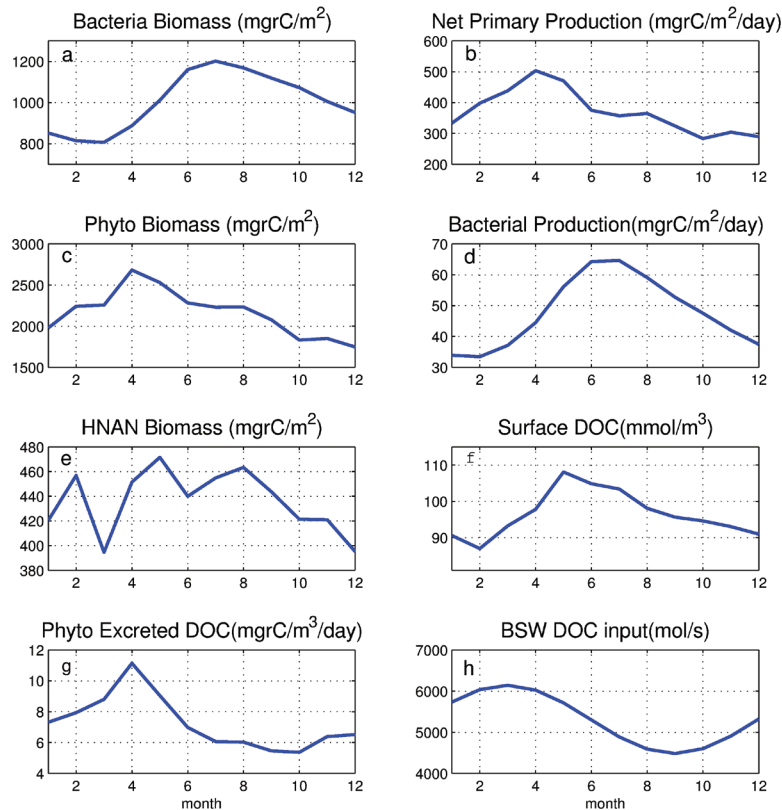 Bacteria Biomass (mgrC/m²)
a
1200
1000
800
2 4 6 8 10 12
Net Primary Production (mgrC/m²/day)
b
600
500
400
300
200
2 4 6 8 10 12
Phyto Biomass (mgrC/m²)
c
3000
2500
2000
1500
2 4 6 8 10 12
Bacterial Production(mgrC/m²/day)
d
70
60
50
40
30
2 4 6 8 10 12
HNAN Biomass (mgrC/m²)
e
480
460
440
420
400
380
2 4 6 8 10 12
Surface DOC(mmol/m³)
f
110
100
90
2 4 6 8 10 12
Phyto Excreted DOC(mgrC/m³/day)
g
12
10
8
6
4
2 4 6 8 10 12
month
BSW DOC input(mol/s)
h
7000
6000
5000
4000
2 4 6 8 10 12
month